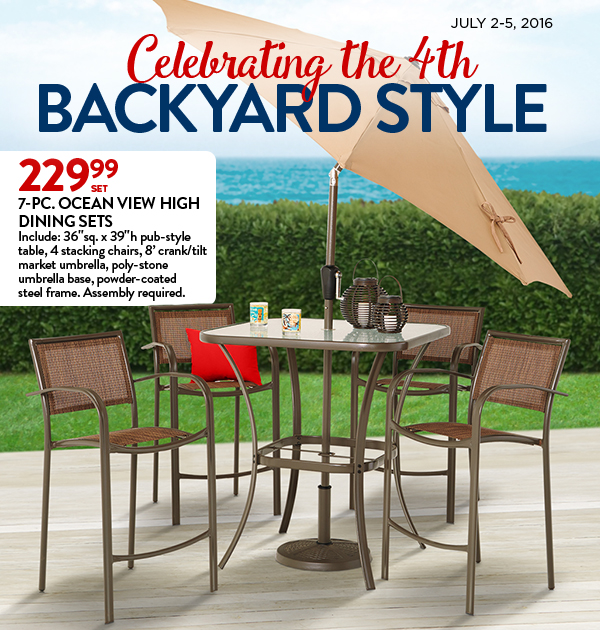 JULY 2-5, 2016
Celebrating the 4th
BACKYARD STYLE
229⁹⁹
SET
7-PC. OCEAN VIEW HIGH
DINING SETS
Include: 36"sq. x 39"h pub-style
table, 4 stacking chairs, 8' crank/tilt
market umbrella, poly-stone
umbrella base, powder-coated
steel frame. Assembly required.